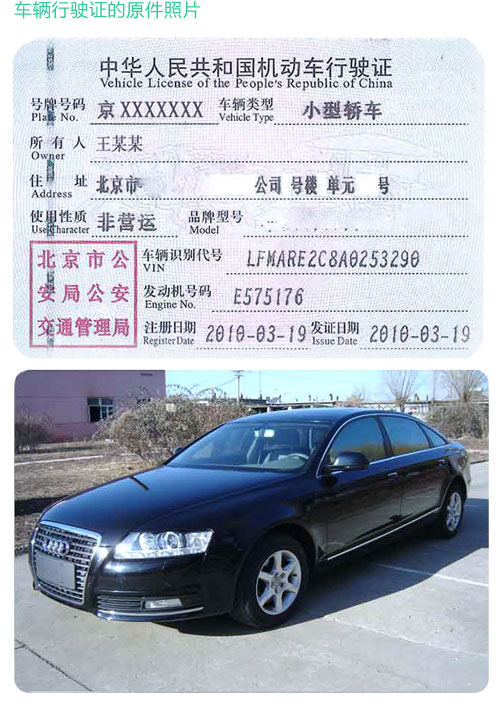 车辆行驶证的原件照片
中华人民共和国机动车行驶证
Vehicle License of the People's Republic of China
号牌号码 京XXXXXXX 车辆类型 小型轿车
Plate No. Vehicle Type
所有人 王某某
Owner
住址 北京市 公司 号楼 单元 号
Address
使用性质 非营运 品牌型号
Use Character Model
北京市公
安局公安
交通管理局
车辆识别代号 LFMARE2C8A0253290
VIN
发动机号码 E575176
Engine No.
注册日期 2010-03-19 发证日期 2010-03-19
Register Date Issue Date